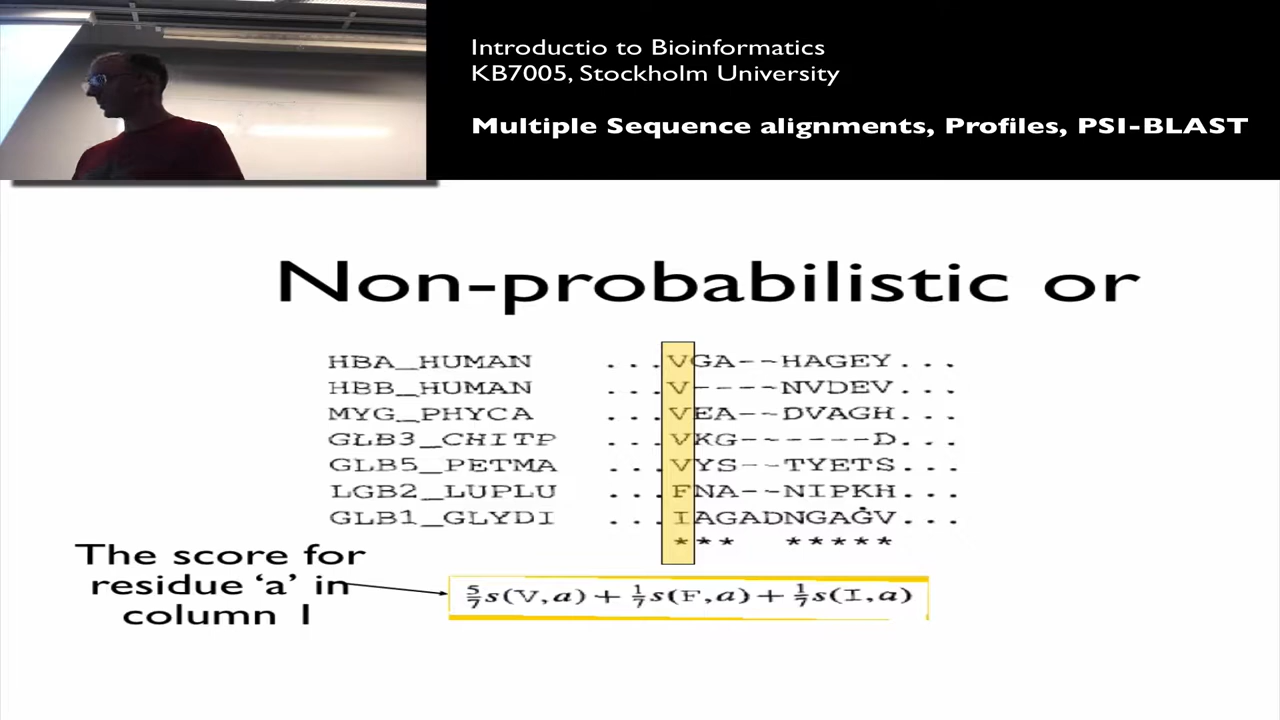 Introductio to Bioinformatics
KB7005, Stockholm University
Multiple Sequence alignments, Profiles, PSI-BLAST
Non-probabilistic or
HBA_HUMAN ...VGA--HAGEY...
HBB_HUMAN ...V----NVDEV...
MYG_PHYCA ...VEA--DVAGH...
GLB3_CHITP ...VKG------D...
GLB5_PETMA ...VYS--TYETS...
LGB2_LUPLU ...FNA--NIPKH...
GLB1_GLYDI ...IAGADNGAGV...
*** *****
The score for
residue ‘a’ in
column 1
5/7 s(V,a) + 1/7 s(F,a) + 1/7 s(I,a)